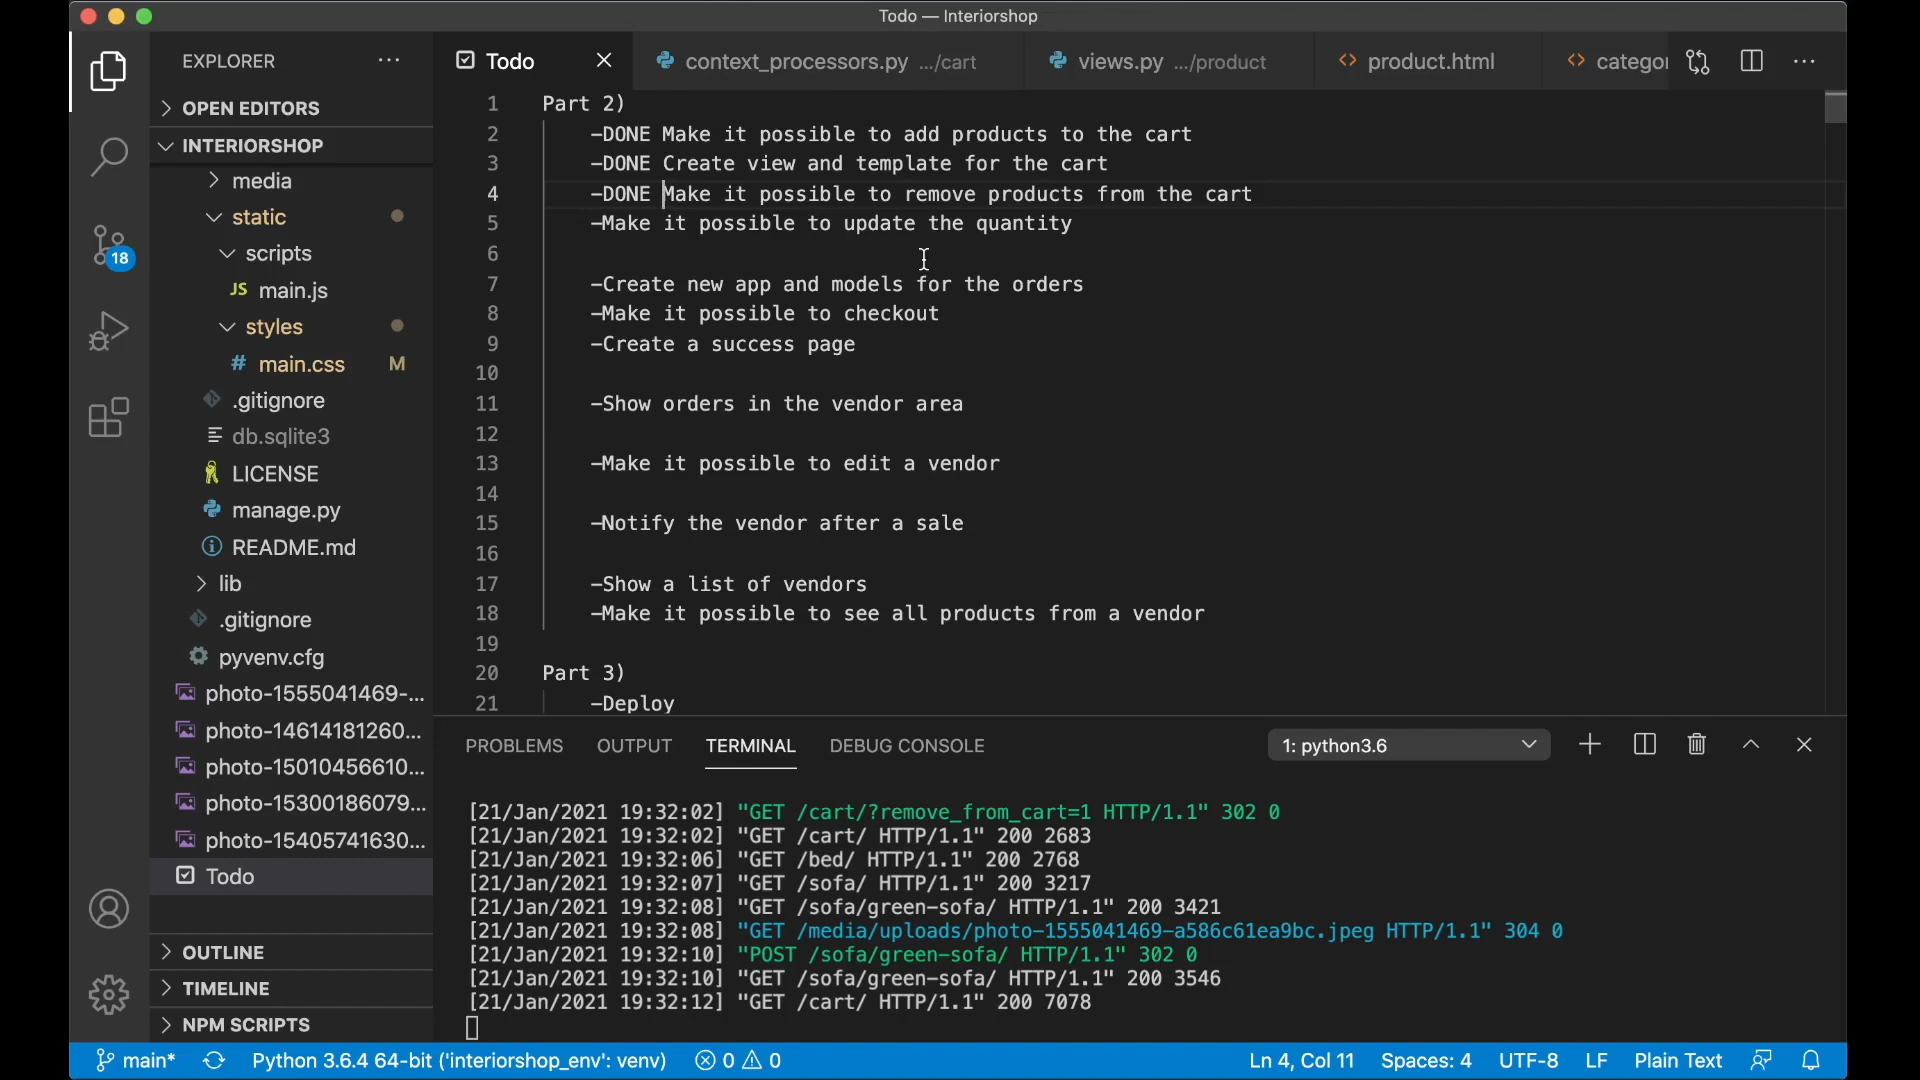 Todo — Interiorshop
EXPLORER
OPEN EDITORS
INTERIORSHOP
media
static
scripts
JS main.js
styles
# main.css M
.gitignore
db.sqlite3
LICENSE
manage.py
README.md
lib
.gitignore
pyvenv.cfg
photo-1555041469-...
photo-14614181260...
photo-15010456610...
photo-15300186079...
photo-15405741630...
Todo
OUTLINE
TIMELINE
NPM SCRIPTS
18
Todo
context_processors.py .../cart
views.py .../product
product.html
categor
1 Part 2)
2 -DONE Make it possible to add products to the cart
3 -DONE Create view and template for the cart
4 -DONE Make it possible to remove products from the cart
5 -Make it possible to update the quantity
6
7 -Create new app and models for the orders
8 -Make it possible to checkout
9 -Create a success page
10
11 -Show orders in the vendor area
12
13 -Make it possible to edit a vendor
14
15 -Notify the vendor after a sale
16
17 -Show a list of vendors
18 -Make it possible to see all products from a vendor
19
20 Part 3)
21 -Deploy
PROBLEMS OUTPUT TERMINAL DEBUG CONSOLE
1: python3.6
[21/Jan/2021 19:32:02] "GET /cart/?remove_from_cart=1 HTTP/1.1" 302 0
[21/Jan/2021 19:32:02] "GET /cart/ HTTP/1.1" 200 2683
[21/Jan/2021 19:32:06] "GET /bed/ HTTP/1.1" 200 2768
[21/Jan/2021 19:32:07] "GET /sofa/ HTTP/1.1" 200 3217
[21/Jan/2021 19:32:08] "GET /sofa/green-sofa/ HTTP/1.1" 200 3421
[21/Jan/2021 19:32:08] "GET /media/uploads/photo-1555041469-a586c61ea9bc.jpeg HTTP/1.1" 304 0
[21/Jan/2021 19:32:10] "POST /sofa/green-sofa/ HTTP/1.1" 302 0
[21/Jan/2021 19:32:10] "GET /sofa/green-sofa/ HTTP/1.1" 200 3546
[21/Jan/2021 19:32:12] "GET /cart/ HTTP/1.1" 200 7078
main* Python 3.6.4 64-bit ('interiorshop_env': venv) 0 0 Ln 4, Col 11 Spaces: 4 UTF-8 LF Plain Text